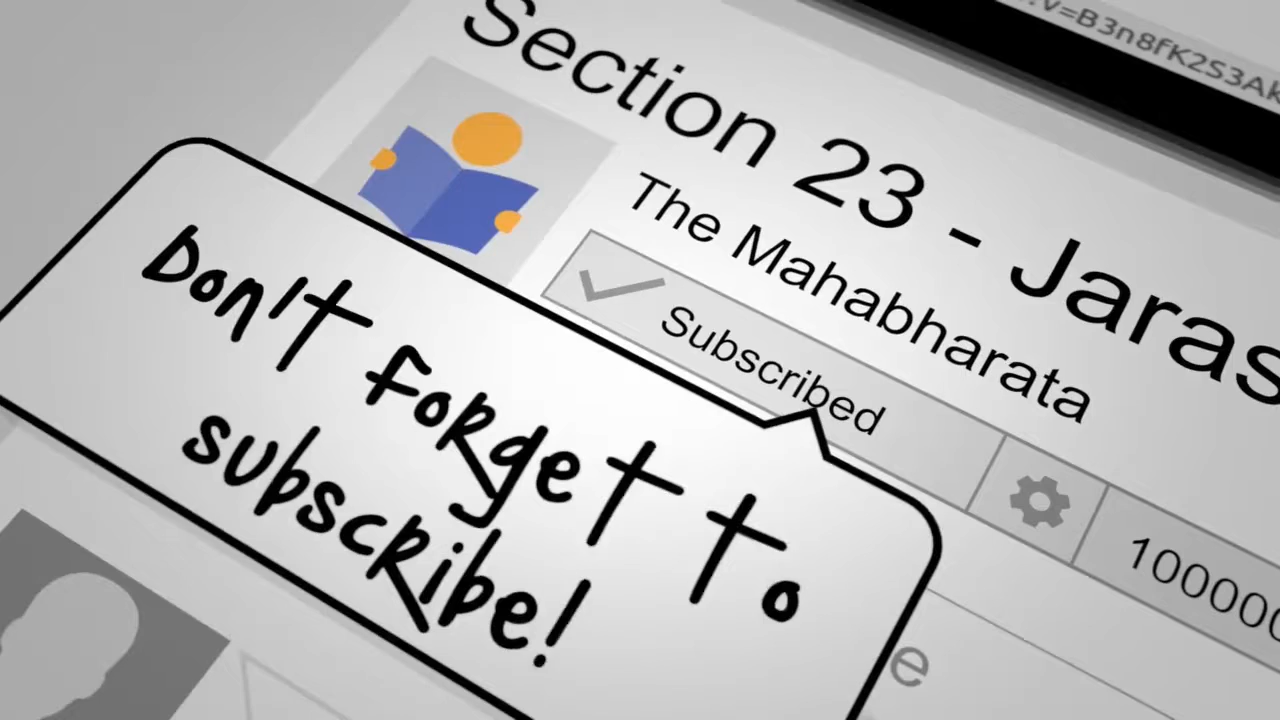 .V=B3n8fK2S3Ak
Section 23 - Jaras
The Mahabharata
Subscribed
10000
Don't Forget to
subscribe!
e